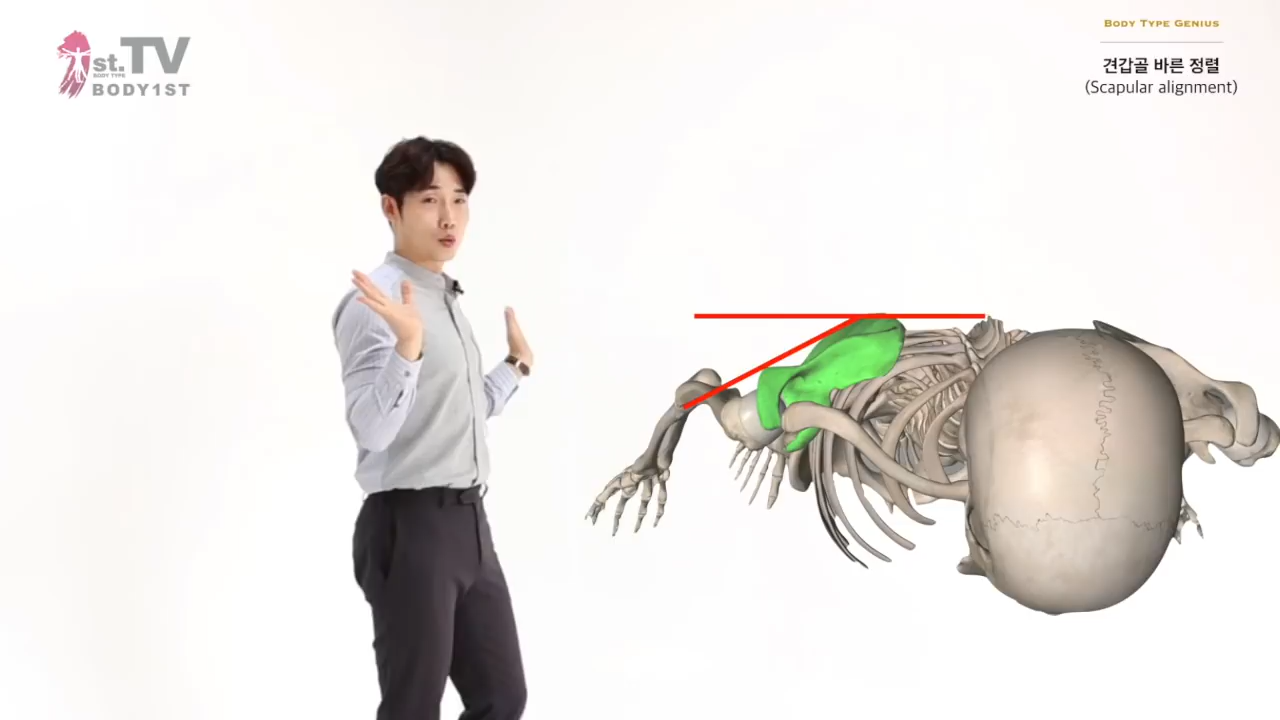 st.TV
BODY TYPE
BODY1ST
BODY TYPE GENIUS
견갑골 바른 정렬
(Scapular alignment)